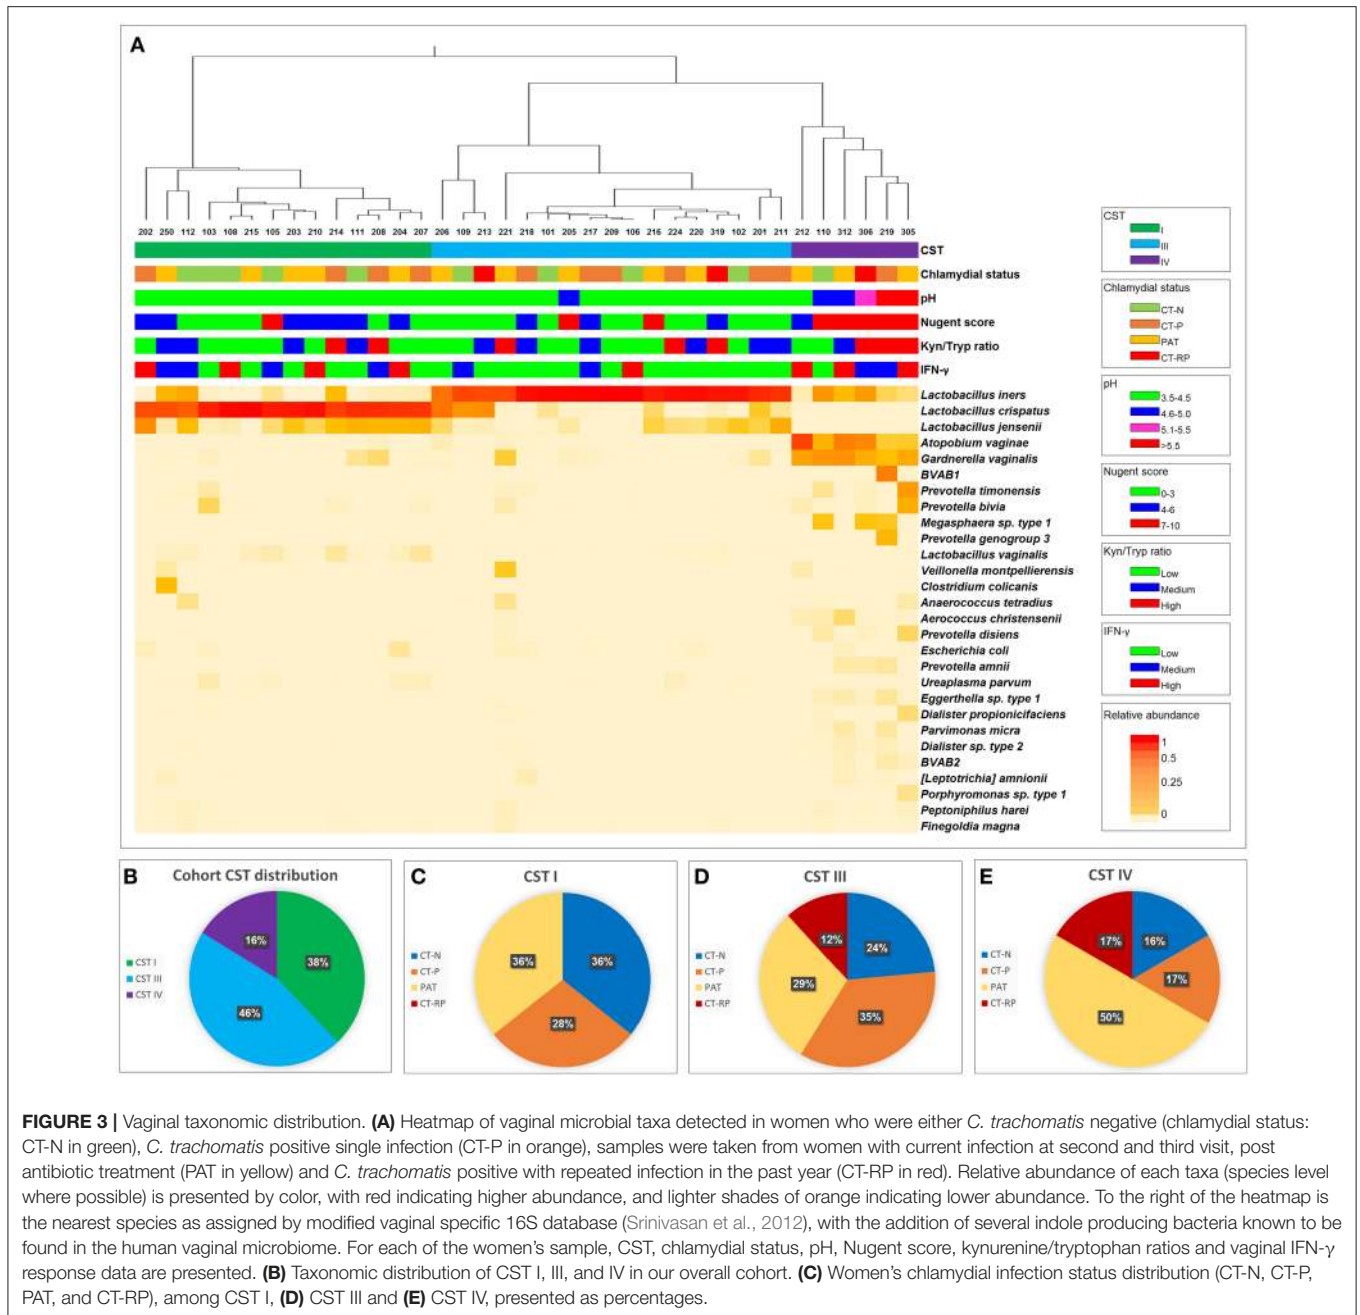 A
202 250 112 103 108 215 105 203 210 214 111 208 204 207 206 109 213 221 218 101 205 217 209 106 216 224 220 319 102 201 211 212 110 312 306 219 305
CST
Chlamydial status
pH
Nugent score
Kyn/Tryp ratio
IFN-γ
Lactobacillus iners
Lactobacillus crispatus
Lactobacillus jensenii
Atopobium vaginae
Gardnerella vaginalis
BVAB1
Prevotella timonensis
Prevotella bivia
Megasphaera sp. type 1
Prevotella genogroup 3
Lactobacillus vaginalis
Veillonella montpellierensis
Clostridium colicanis
Anaerococcus tetradius
Aerococcus christensenii
Prevotella disiens
Escherichia coli
Prevotella amnii
Ureaplasma parvum
Eggerthella sp. type 1
Dialister propionicifaciens
Parvimonas micra
Dialister sp. type 2
BVAB2
[Leptotrichia] amnionii
Porphyromonas sp. type 1
Peptoniphilus harei
Finegoldia magna
CST
I
III
IV
Chlamydial status
CT-N
CT-P
PAT
CT-RP
pH
3.5-4.5
4.6-5.0
5.1-5.5
>5.5
Nugent score
0-3
4-6
7-10
Kyn/Tryp ratio
Low
Medium
High
IFN-γ
Low
Medium
High
Relative abundance
1
0.5
0.25
0
B
Cohort CST distribution
CST I
CST III
CST IV
16%
38%
46%
C
CST I
CT-N
CT-P
PAT
CT-RP
36%
36%
28%
D
CST III
CT-N
CT-P
PAT
CT-RP
12%
24%
29%
35%
E
CST IV
CT-N
CT-P
PAT
CT-RP
17%
16%
17%
50%
FIGURE 3 | Vaginal taxonomic distribution. (A) Heatmap of vaginal microbial taxa detected in women who were either C. trachomatis negative (chlamydial status:
CT-N in green), C. trachomatis positive single infection (CT-P in orange), samples were taken from women with current infection at second and third visit, post
antibiotic treatment (PAT in yellow) and C. trachomatis positive with repeated infection in the past year (CT-RP in red). Relative abundance of each taxa (species level
where possible) is presented by color, with red indicating higher abundance, and lighter shades of orange indicating lower abundance. To the right of the heatmap is
the nearest species as assigned by modified vaginal specific 16S database (Srinivasan et al., 2012), with the addition of several indole producing bacteria known to be
found in the human vaginal microbiome. For each of the women's sample, CST, chlamydial status, pH, Nugent score, kynurenine/tryptophan ratios and vaginal IFN-γ
response data are presented. (B) Taxonomic distribution of CST I, III, and IV in our overall cohort. (C) Women's chlamydial infection status distribution (CT-N, CT-P,
PAT, and CT-RP), among CST I, (D) CST III and (E) CST IV, presented as percentages.